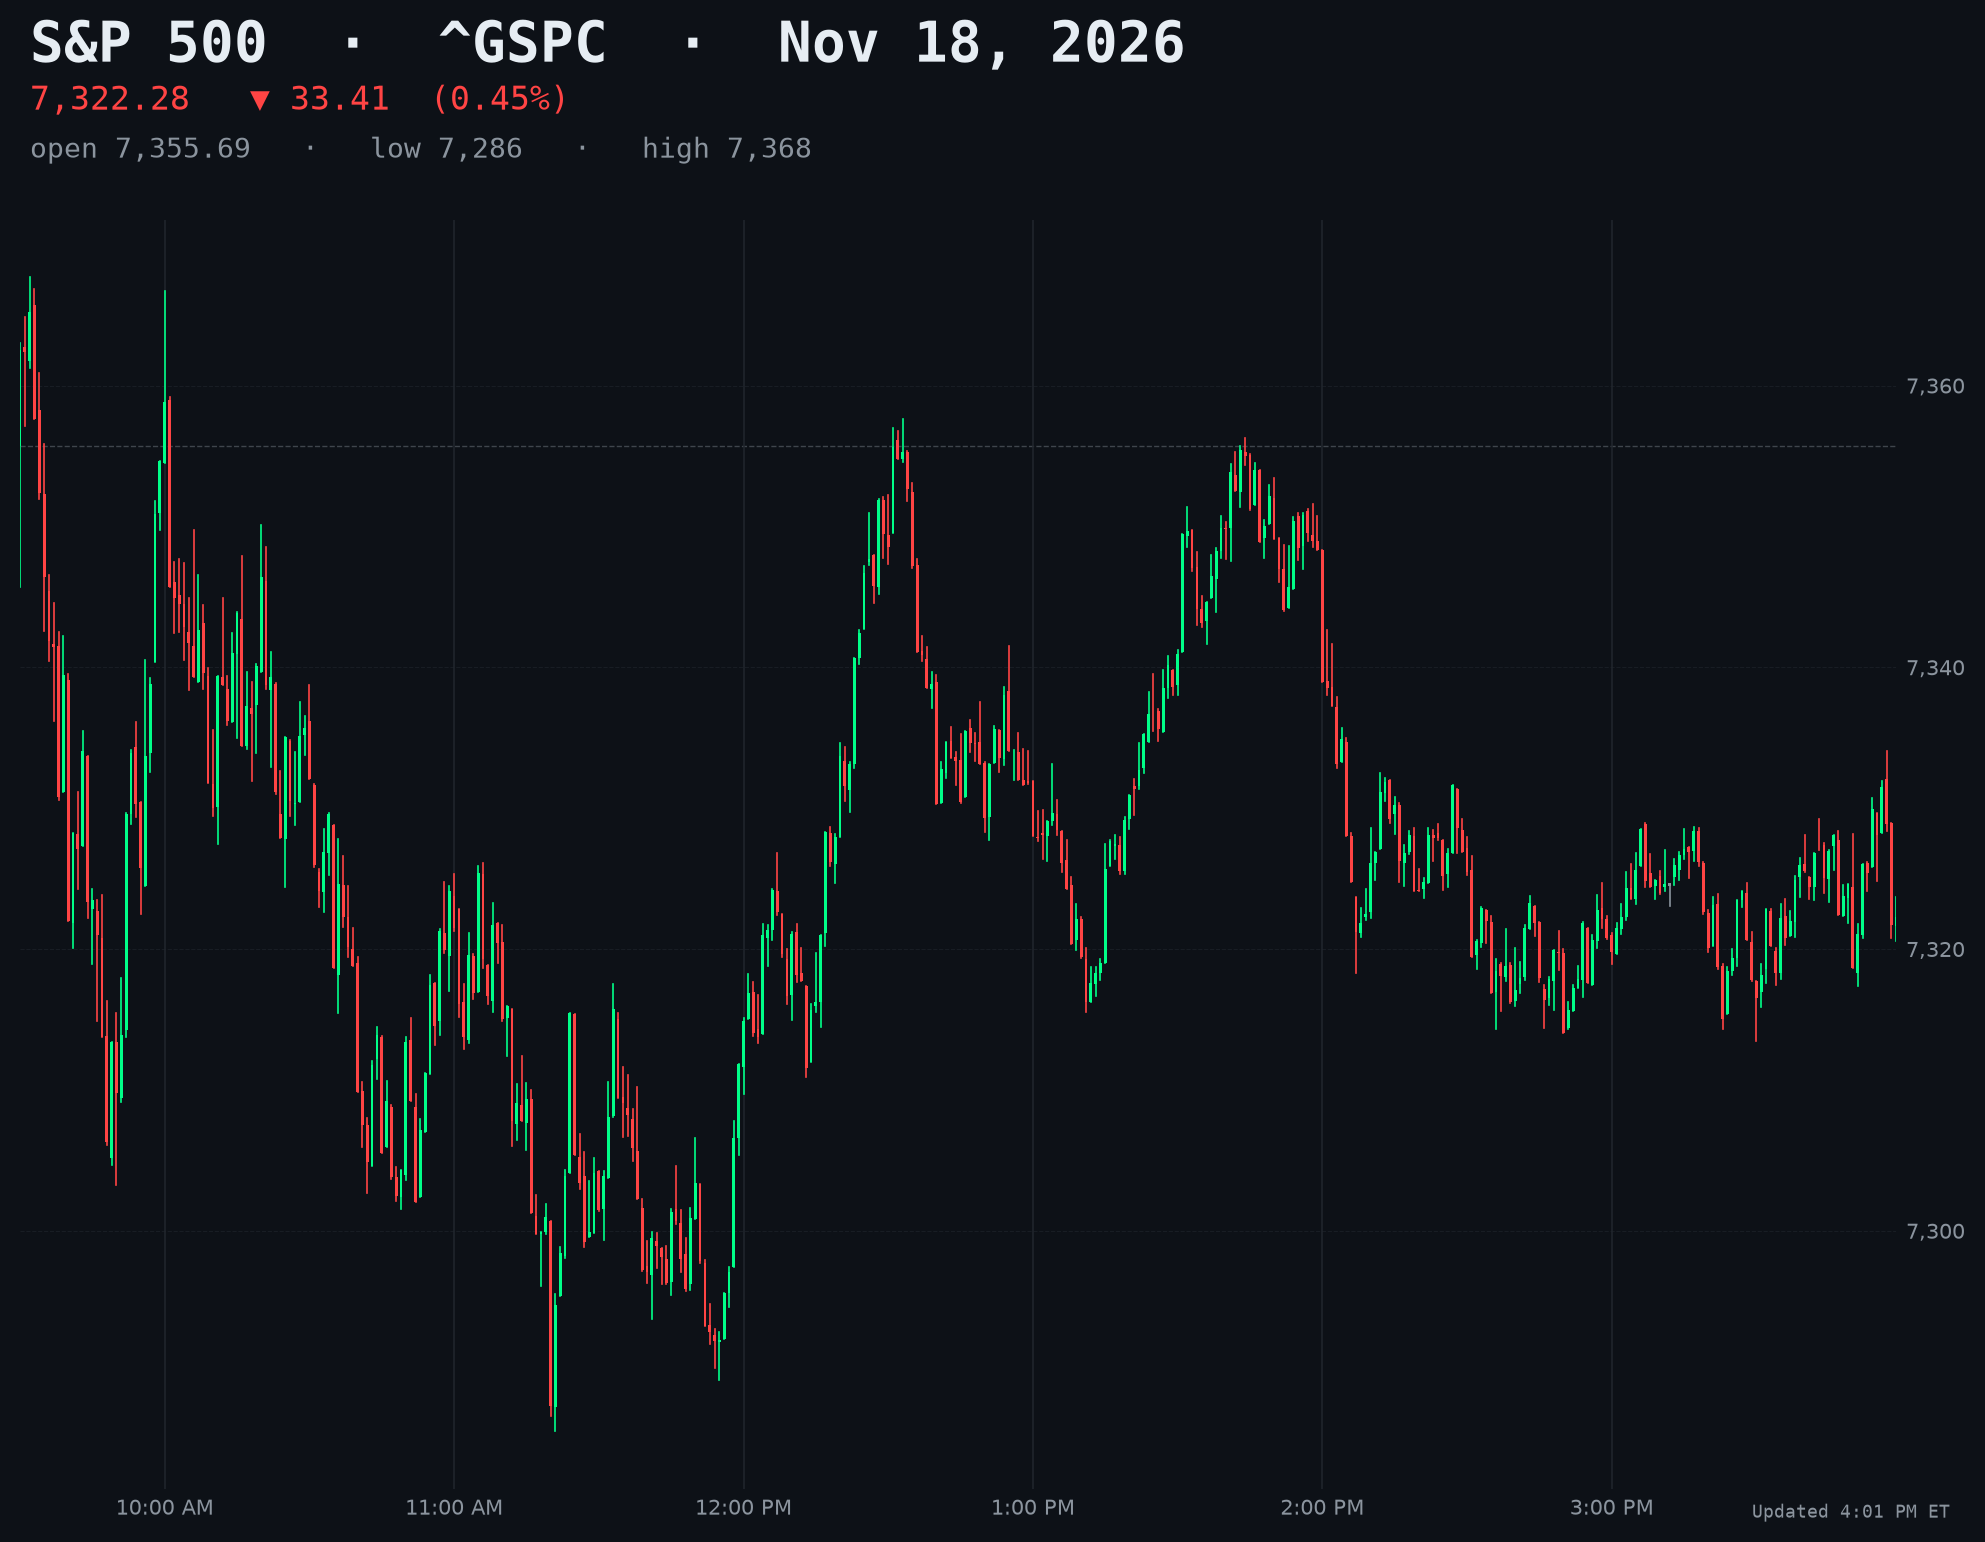 S&P 500 · ^GSPC · Nov 18, 2026
7,322.28 ▼ 33.41 (0.45%)
open 7,355.69 · low 7,286 · high 7,368
7,360
7,340
7,320
7,300
10:00 AM 11:00 AM 12:00 PM 1:00 PM 2:00 PM 3:00 PM
Updated 4:01 PM ET